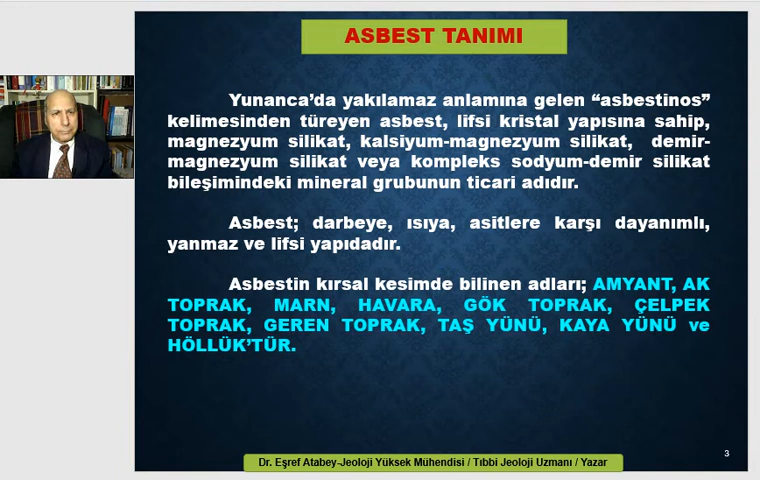 ASBEST TANIMI
Yunanca’da yakılamaz anlamına gelen “asbestinos”
kelimesinden türeyen asbest, lifsi kristal yapısına sahip,
magnezyum silikat, kalsiyum-magnezyum silikat, demir-
magnezyum silikat veya kompleks sodyum-demir silikat
bileşimindeki mineral grubunun ticari adıdır.
Asbest; darbeye, ısıya, asitlere karşı dayanımlı,
yanmaz ve lifsi yapıdadır.
Asbestin kırsal kesimde bilinen adları; AMYANT, AK
TOPRAK, MARN, HAVARA, GÖK TOPRAK, ÇELPEK
TOPRAK, GEREN TOPRAK, TAŞ YÜNÜ, KAYA YÜNÜ ve
HÖLLÜK’TÜR.
3
Dr. Eşref Atabey-Jeoloji Yüksek Mühendisi / Tıbbi Jeoloji Uzmanı / Yazar